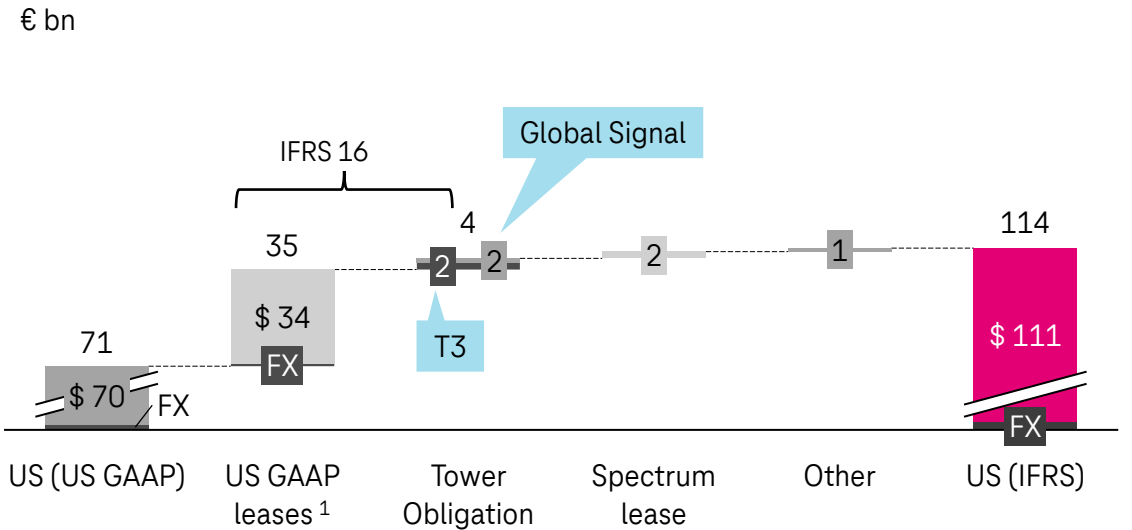 € bn
Global Signal
IFRS 16
4
35
114
2
2
2
1
$ 34
$ 111
T3
71
FX
$ 70
FX
FX
US (US GAAP)
US GAAP
leases 1
Tower
Obligation
Spectrum
lease
Other
US (IFRS)